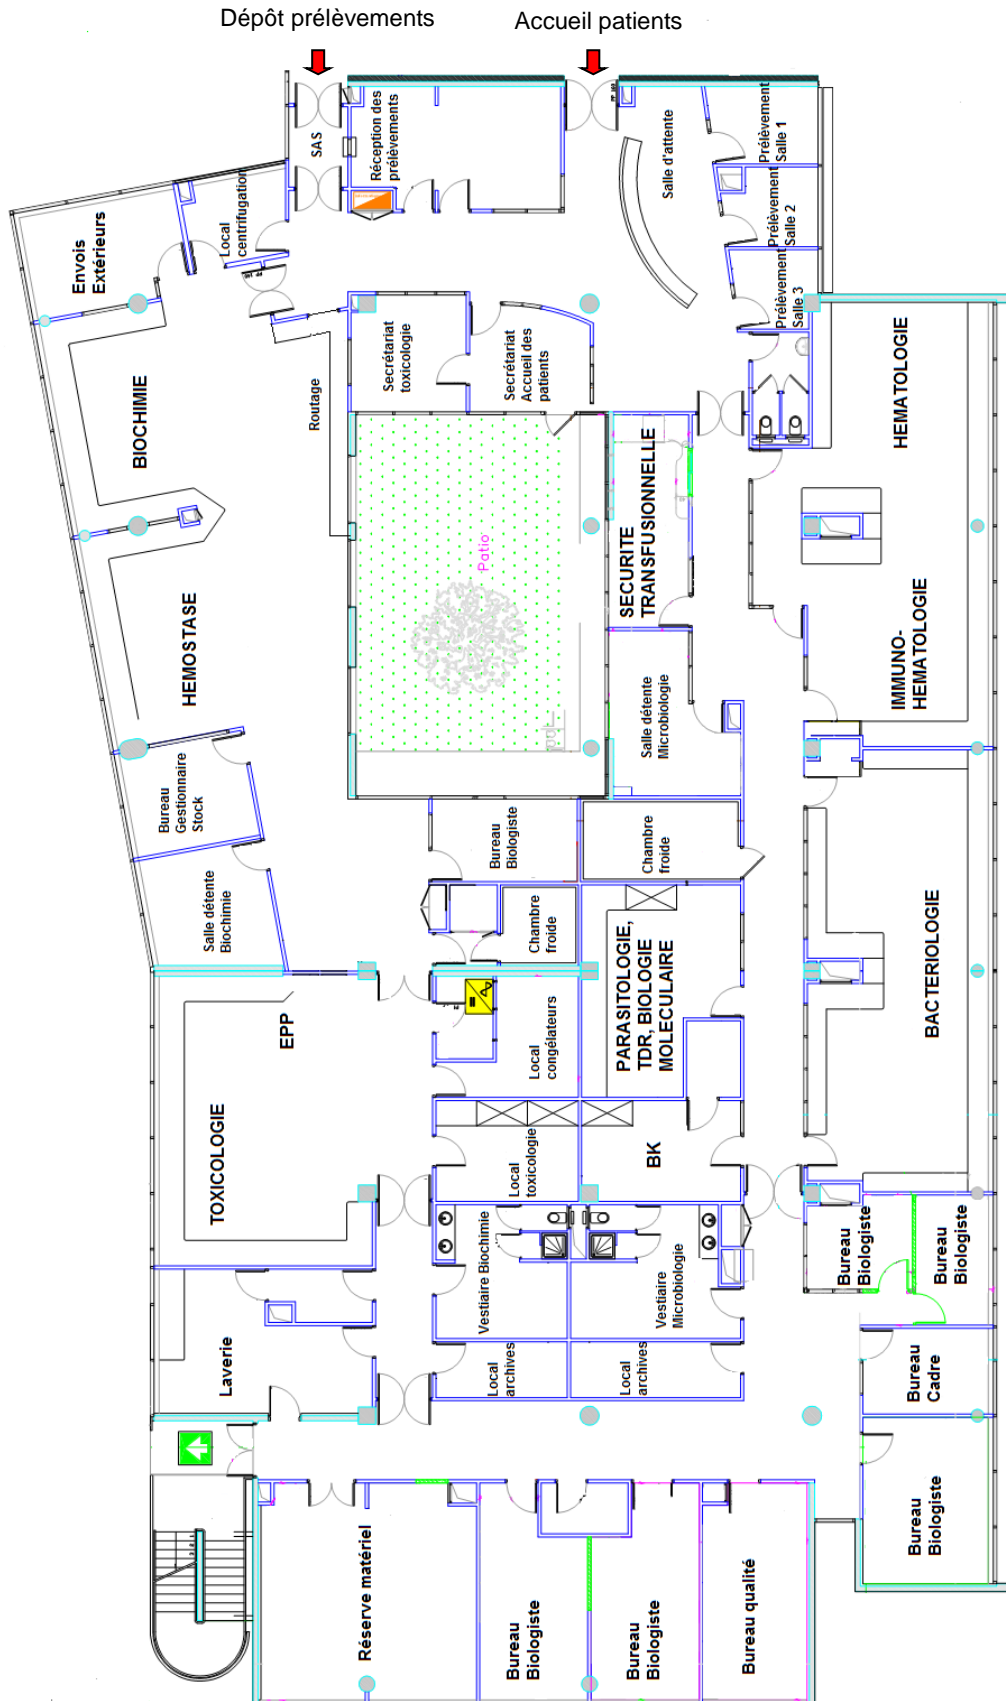 Dépôt prélèvements
Accueil patients
SAS
Réception des
prélèvements
Salle d'attente
Prélèvement
Salle 1
Prélèvement
Salle 2
Prélèvement
Salle 3
Envois
Extérieurs
Local
centrifugation
Secrétariat
toxicologie
Secrétariat
Accueil des
patients
Routage
BIOCHIMIE
HEMATOLOGIE
SECURITE
TRANSFUSIONNELLE
Patio
HEMOSTASE
IMMUNO-
HEMATOLOGIE
Salle détente
Microbiologie
Bureau
Gestionnaire
Stock
Bureau
Biologiste
Chambre
froide
Salle détente
Biochimie
Chambre
froide
PARASITOLOGIE,
TDR, BIOLOGIE
MOLECULAIRE
BACTERIOLOGIE
EPP
Local
congélateurs
TOXICOLOGIE
Local
toxicologie
BK
Bureau
Biologiste
Bureau
Biologiste
Vestiaire Biochimie
Vestiaire
Microbiologie
Laverie
Local
archives
Local
archives
Bureau
Cadre
Bureau
Biologiste
Réserve matériel
Bureau
Biologiste
Bureau
Biologiste
Bureau qualité